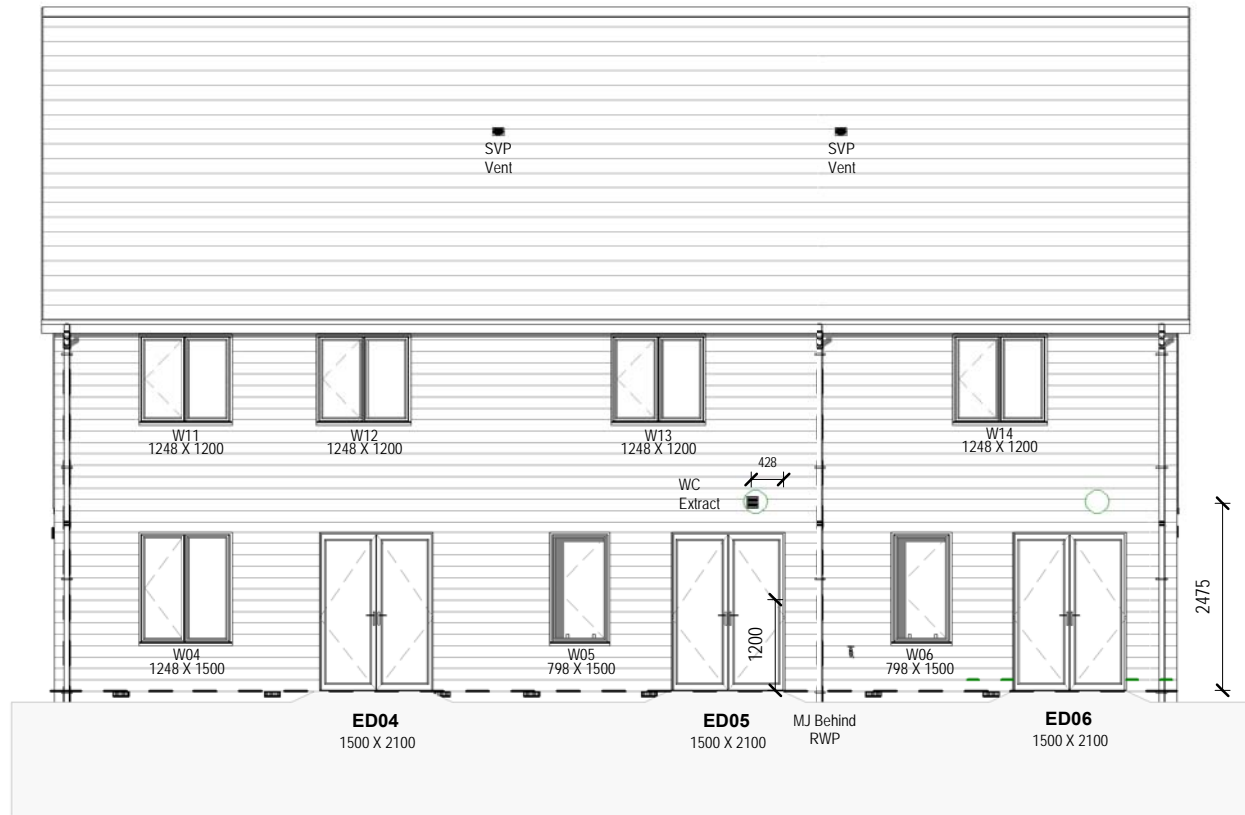 SVP
Vent
SVP
Vent
W11
1248 X 1200
W12
1248 X 1200
W13
1248 X 1200
W14
1248 X 1200
428
WC
Extract
2475
1200
W04
1248 X 1500
W05
798 X 1500
W06
798 X 1500
ED04
1500 X 2100
ED05
1500 X 2100
MJ Behind
RWP
ED06
1500 X 2100